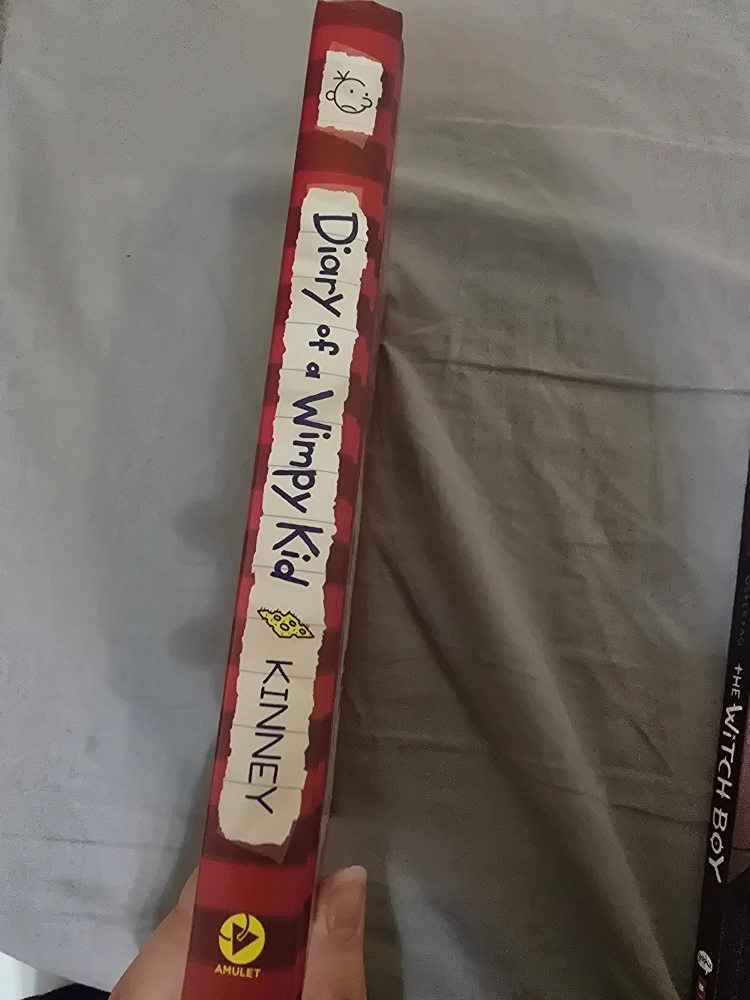 Diary of a Wimpy Kid
KINNEY
AMULET
THE WITCH BOY